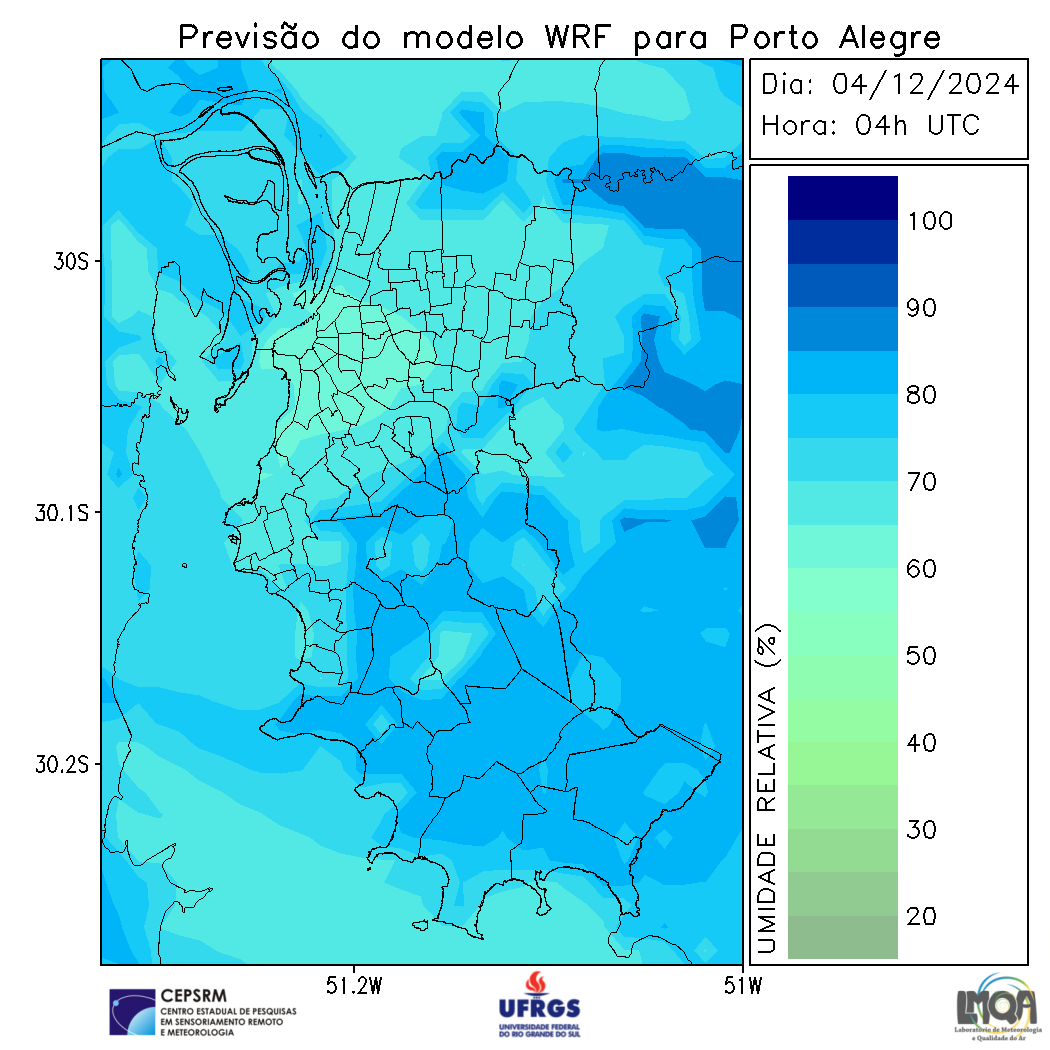 Previsão do modelo WRF para Porto Alegre
Dia: 04/12/2024
Hora: 04h UTC
100
90
80
70
60
50
40
30
20
UMIDADE RELATIVA (%)
30S
30.1S
30.2S
51.2W
51W
CEPSRM
CENTRO ESTADUAL DE PESQUISAS
EM SENSORIAMENTO REMOTO
E METEOROLOGIA
UFRGS
UNIVERSIDADE FEDERAL
DO RIO GRANDE DO SUL
LMQA
Laboratório de Meteorologia
e Qualidade do Ar